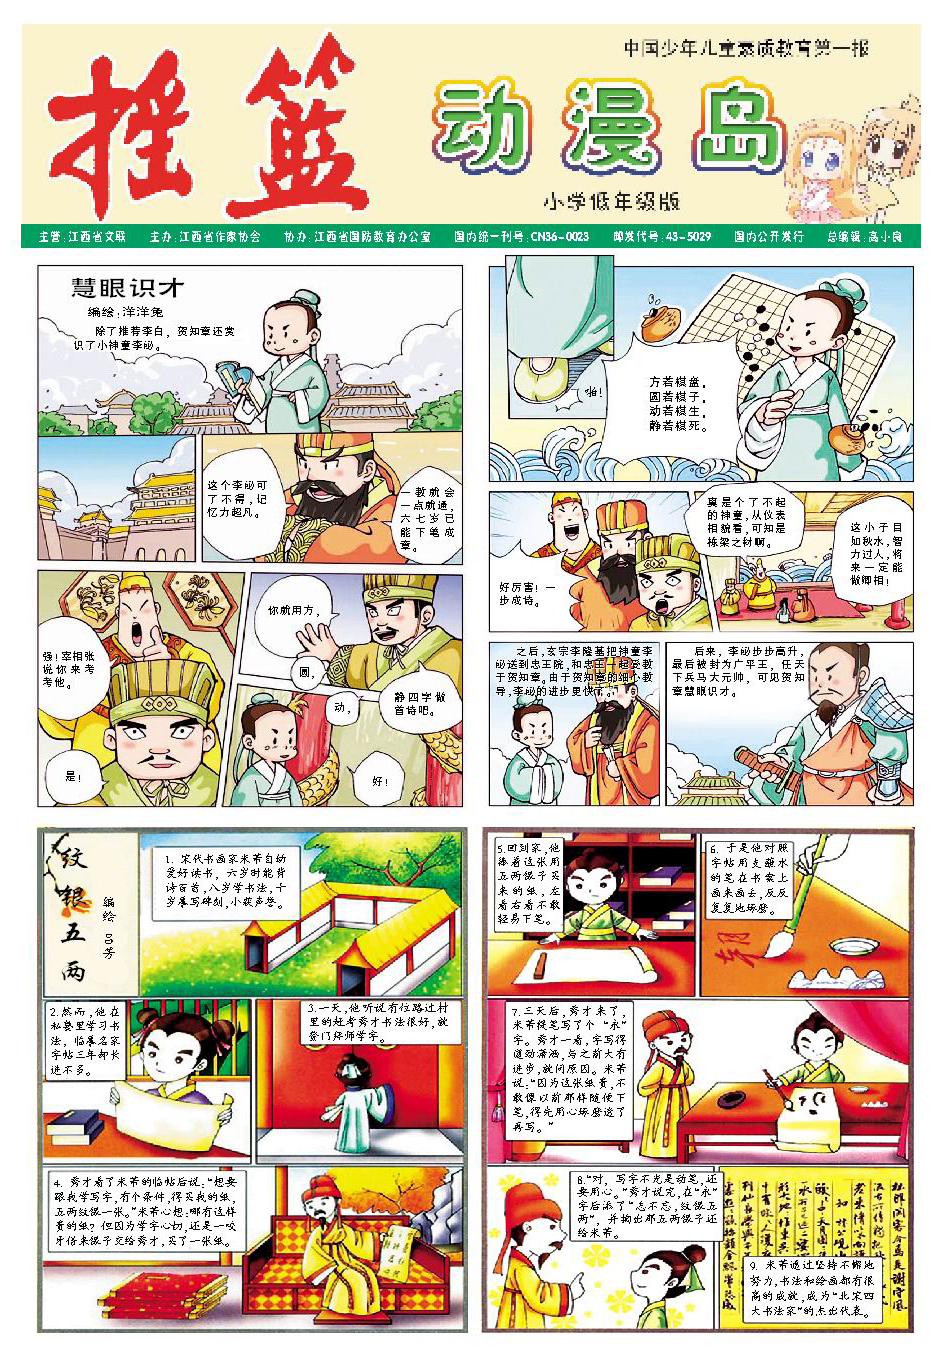 中国少年儿童素质教育第一报
摇篮
动漫岛
小学低年级版
主管:江西省文联 主办:江西省作家协会 协办:江西省国防教育办公室 国内统一刊号:CN36-0023 邮发代号:43-5029 国内公开发行 总编辑:高小良
慧眼识才
编绘:洋洋兔
除了推荐李白，贺知章还赏
识了小神童李祕。
这个李祕可
了不得,记
忆力超凡。
一教就会
一点就通,
六七岁已
能下笔成
章。
强!宰相张
说你来考
考他。
是!
你就用方,
圆,
动,
静四字做
首诗吧。
好!
啪!
方若棋盘。
圆若棋子。
动若棋生。
静若棋死。
好厉害!一
步成诗。
真是个了不起
的神童,从仪表
相貌看,可知是
栋梁之材啊。
这小子目
如秋水,智
力过人,将
来一定能
做卿相!
之后,玄宗李隆基把神童李
祕送到忠王院,和忠王一起受教
于贺知章。由于贺知章的细心教
导,李祕的进步更快了。
后来，李祕步步高升,
最后被封为广平王，任天
下兵马大元帅，可见贺知
章慧眼识才。
纹银五两
编绘 吕芳
1. 宋代书画家米芾自幼
爱好读书，六岁时能背
诗百首,八岁学书法,十
岁摹写碑刻,小获声誉。
2.然而,他在
私塾里学习书
法，临摹名家
字帖三年却长
进不多。
3.一天,他听说有位路过村
里的赶考秀才书法很好,就
登门拜师学字。
4. 秀才看了米芾的临帖后说:“想要
跟我学写字,有个条件,得买我的纸,
五两纹银一张。”米芾心想:哪有这样
贵的纸？但因为学字心切,还是一咬
牙借来银子交给秀才,买了一张纸。
5.回到家,他
捧着这张用
五两银子买
来的纸，左
看右看不敢
轻易下笔。
6. 于是他对照
字帖用支蘸水
的笔在书案上
画来画去,反反
复复地琢磨。
7.三天后,秀才来了,
米芾提笔写了个“永”
字。秀才一看,字写得
遒劲潇洒,与之前大有
进步,就问原因。米芾
说:“因为这张纸贵,不
敢像以前那样随便下
笔,得先用心琢磨透了
再写。”
8.“对，写字不光是动笔,还
要用心。”秀才说完,在“永”
字后添了“志不忘,纹银五
两”，并掏出那五两银子还
给米芾。
9. 米芾通过坚持不懈地
努力,书法和绘画都有很
高的成就,成为“北宋四
大书法家”的杰出代表。